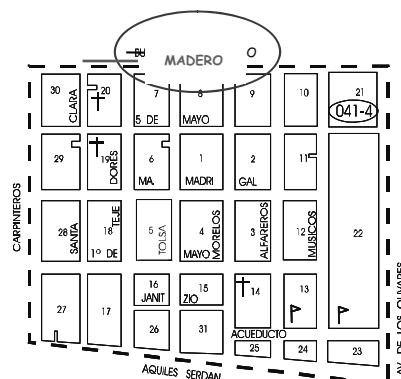 BU
O
MADERO
30
CLARA
20
7
8
9
10
21
5 DE
MAYO
041-4
29
19
DORES
6
1
2
11
MA.
MADRI
GAL
CARPINTEROS
28
SANTA
18
TEJE
5
TOLSA
4
MORELOS
3
ALFAREROS
12
MUSICOS
22
1º DE
MAYO
27
17
16
15
14
13
JANIT
ZIO
26
31
ACUEDUCTO
25
24
23
AQUILES SERDAN
AV. DE LOS OLIVARES